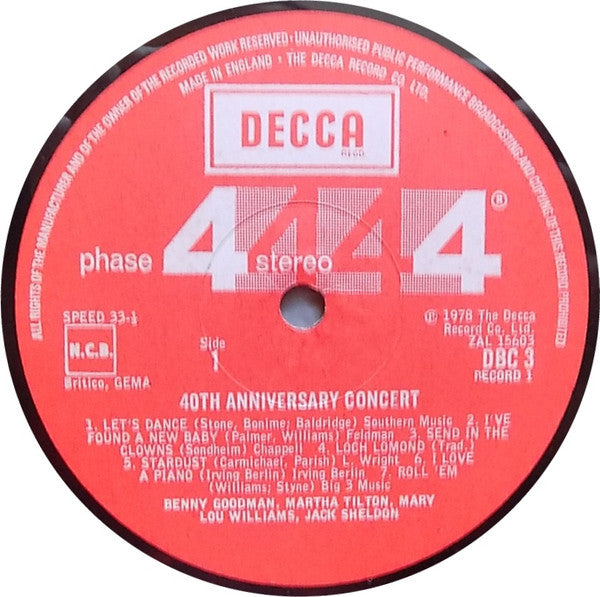 ALL RIGHTS OF THE MANUFACTURER AND OF THE OWNER OF THE RECORDED WORK RESERVED · UNAUTHORISED PUBLIC PERFORMANCE BROADCASTING AND COPYING OF THIS RECORD PROHIBITED
MADE IN ENGLAND · THE DECCA RECORD CO. LTD.
DECCA
REGD.
phase 4 stereo 4 4 4 ®
SPEED 33⅓
N.C.B.
Britico, GEMA
Side
1
℗ 1978 The Decca
Record Co. Ltd.
ZAL 15603
DBC 3
RECORD 1
40TH ANNIVERSARY CONCERT
1. LET'S DANCE (Stone, Bonime; Baldridge) Southern Music 2. I'VE
FOUND A NEW BABY (Palmer, Williams) Feldman 3. SEND IN THE
CLOWNS (Sondheim) Chappell 4. LOCH LOMOND (Trad.)
5. STARDUST (Carmichael, Parish) L. Wright 6. I LOVE
A PIANO (Irving Berlin) Irving Berlin 7. ROLL 'EM
(Williams; Styne) Big 3 Music
BENNY GOODMAN, MARTHA TILTON, MARY
LOU WILLIAMS, JACK SHELDON